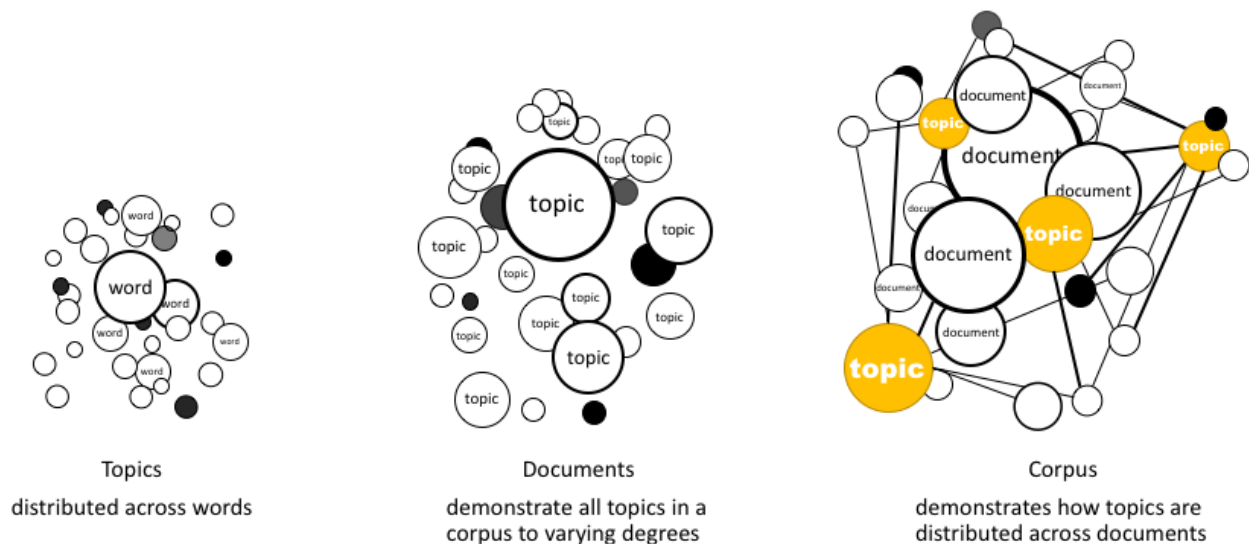 word
word
word
word
word
word
topic
topic
topic
topic
topic
topic
topic
topic
topic
topic
topic
topic
topic
document
document
topic
document
topic
document
document
topic
document
document
document
topic
Topics
distributed across words
Documents
demonstrate all topics in a
corpus to varying degrees
Corpus
demonstrates how topics are
distributed across documents